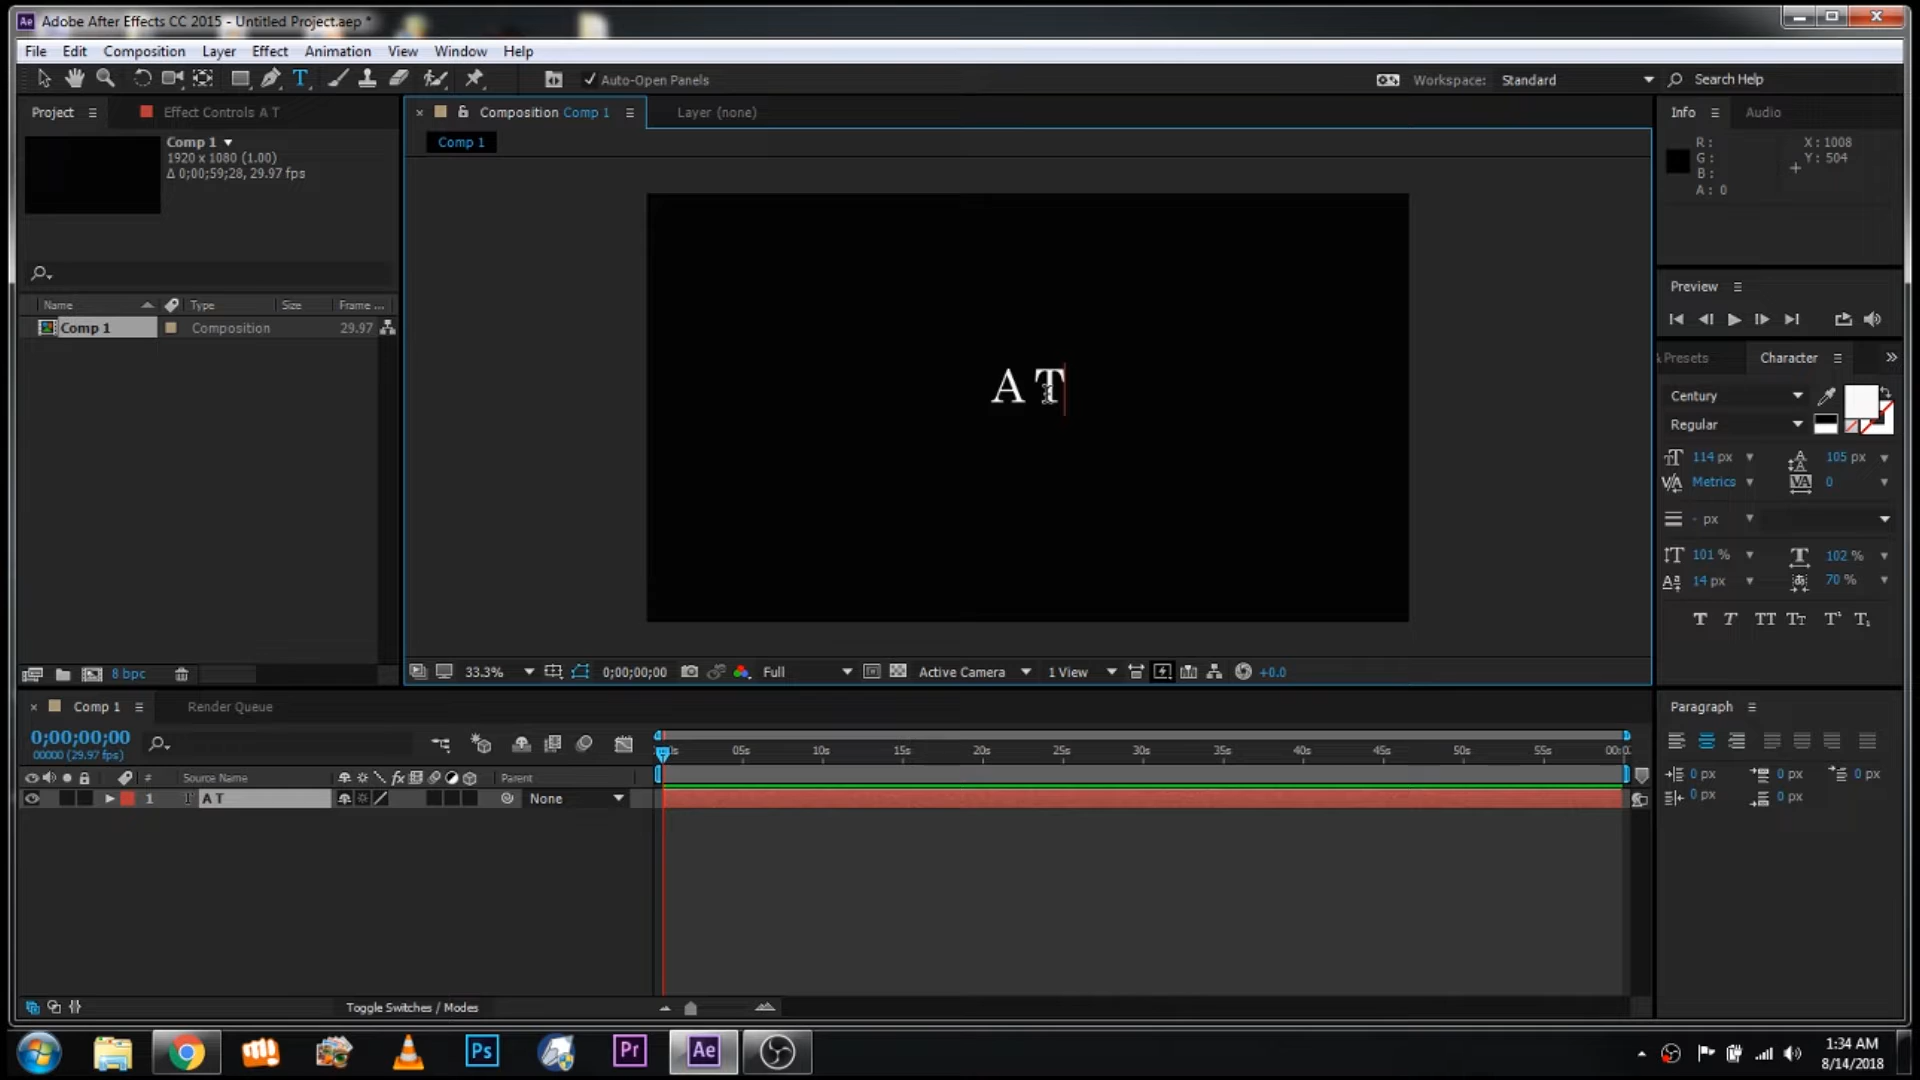 Ae Adobe After Effects CC 2015 - Untitled Project.aep *
File Edit Composition Layer Effect Animation View Window Help
Auto-Open Panels Workspace: Standard Search Help
Project Effect Controls A T
Composition Comp 1 Layer (none)
Info Audio
Comp 1
1920 x 1080 (1.00)
Δ 0;00;59;28, 29.97 fps
Comp 1
R : X : 1008
G : Y : 504
B :
A : 0
Name Type Size Frame ...
Comp 1 Composition 29.97
A T
Preview
& Presets Character
Century
Regular
114 px 105 px
Metrics 0
- px
101 % 102 %
14 px 70 %
8 bpc
33.3% 0;00;00;00 Full Active Camera 1 View +0.0
Comp 1 Render Queue
Paragraph
0;00;00;00
00000 (29.97 fps)
05s 10s 15s 20s 25s 30s 35s 40s 45s 50s 55s
# Source Name fx Parent
1 T A T None
0 px 0 px 0 px
0 px 0 px
Toggle Switches / Modes
Ps Pr Ae
1:34 AM
8/14/2018